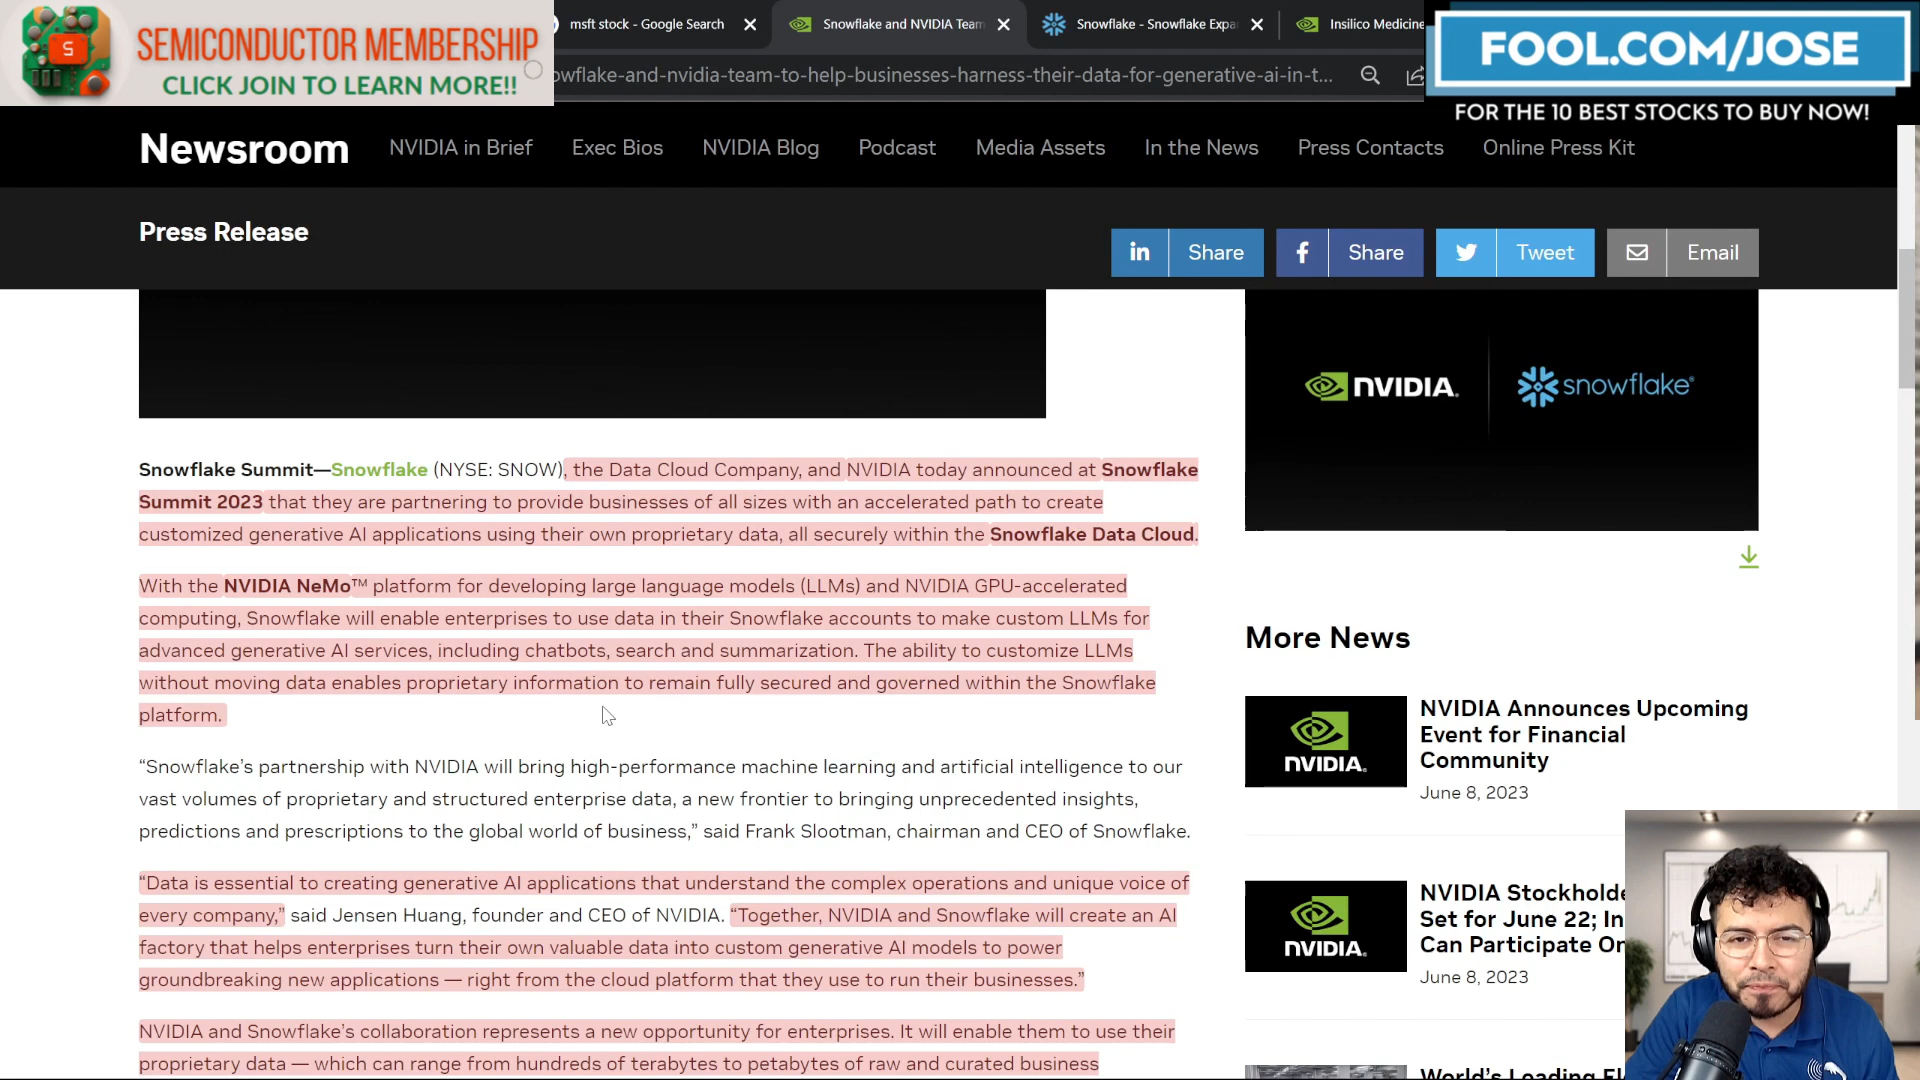 SEMICONDUCTOR MEMBERSHIP
CLICK JOIN TO LEARN MORE!!
S
msft stock - Google Search
Snowflake and NVIDIA Team
Snowflake - Snowflake Expa
Insilico Medicine
owflake-and-nvidia-team-to-help-businesses-harness-their-data-for-generative-ai-in-t...
FOOL.COM/JOSE
FOR THE 10 BEST STOCKS TO BUY NOW!
Newsroom
NVIDIA in Brief
Exec Bios
NVIDIA Blog
Podcast
Media Assets
In the News
Press Contacts
Online Press Kit
Press Release
in Share
f Share
Tweet
Email
NVIDIA.
snowflake®
Snowflake Summit—Snowflake (NYSE: SNOW), the Data Cloud Company, and NVIDIA today announced at Snowflake
Summit 2023 that they are partnering to provide businesses of all sizes with an accelerated path to create
customized generative AI applications using their own proprietary data, all securely within the Snowflake Data Cloud.
With the NVIDIA NeMo™ platform for developing large language models (LLMs) and NVIDIA GPU-accelerated
computing, Snowflake will enable enterprises to use data in their Snowflake accounts to make custom LLMs for
advanced generative AI services, including chatbots, search and summarization. The ability to customize LLMs
without moving data enables proprietary information to remain fully secured and governed within the Snowflake
platform.
“Snowflake’s partnership with NVIDIA will bring high-performance machine learning and artificial intelligence to our
vast volumes of proprietary and structured enterprise data, a new frontier to bringing unprecedented insights,
predictions and prescriptions to the global world of business,” said Frank Slootman, chairman and CEO of Snowflake.
“Data is essential to creating generative AI applications that understand the complex operations and unique voice of
every company,” said Jensen Huang, founder and CEO of NVIDIA. “Together, NVIDIA and Snowflake will create an AI
factory that helps enterprises turn their own valuable data into custom generative AI models to power
groundbreaking new applications — right from the cloud platform that they use to run their businesses.”
NVIDIA and Snowflake’s collaboration represents a new opportunity for enterprises. It will enable them to use their
proprietary data — which can range from hundreds of terabytes to petabytes of raw and curated business
More News
NVIDIA.
NVIDIA Announces Upcoming
Event for Financial
Community
June 8, 2023
NVIDIA.
NVIDIA Stockholde
Set for June 22; In
Can Participate On
June 8, 2023
World’s Leading El